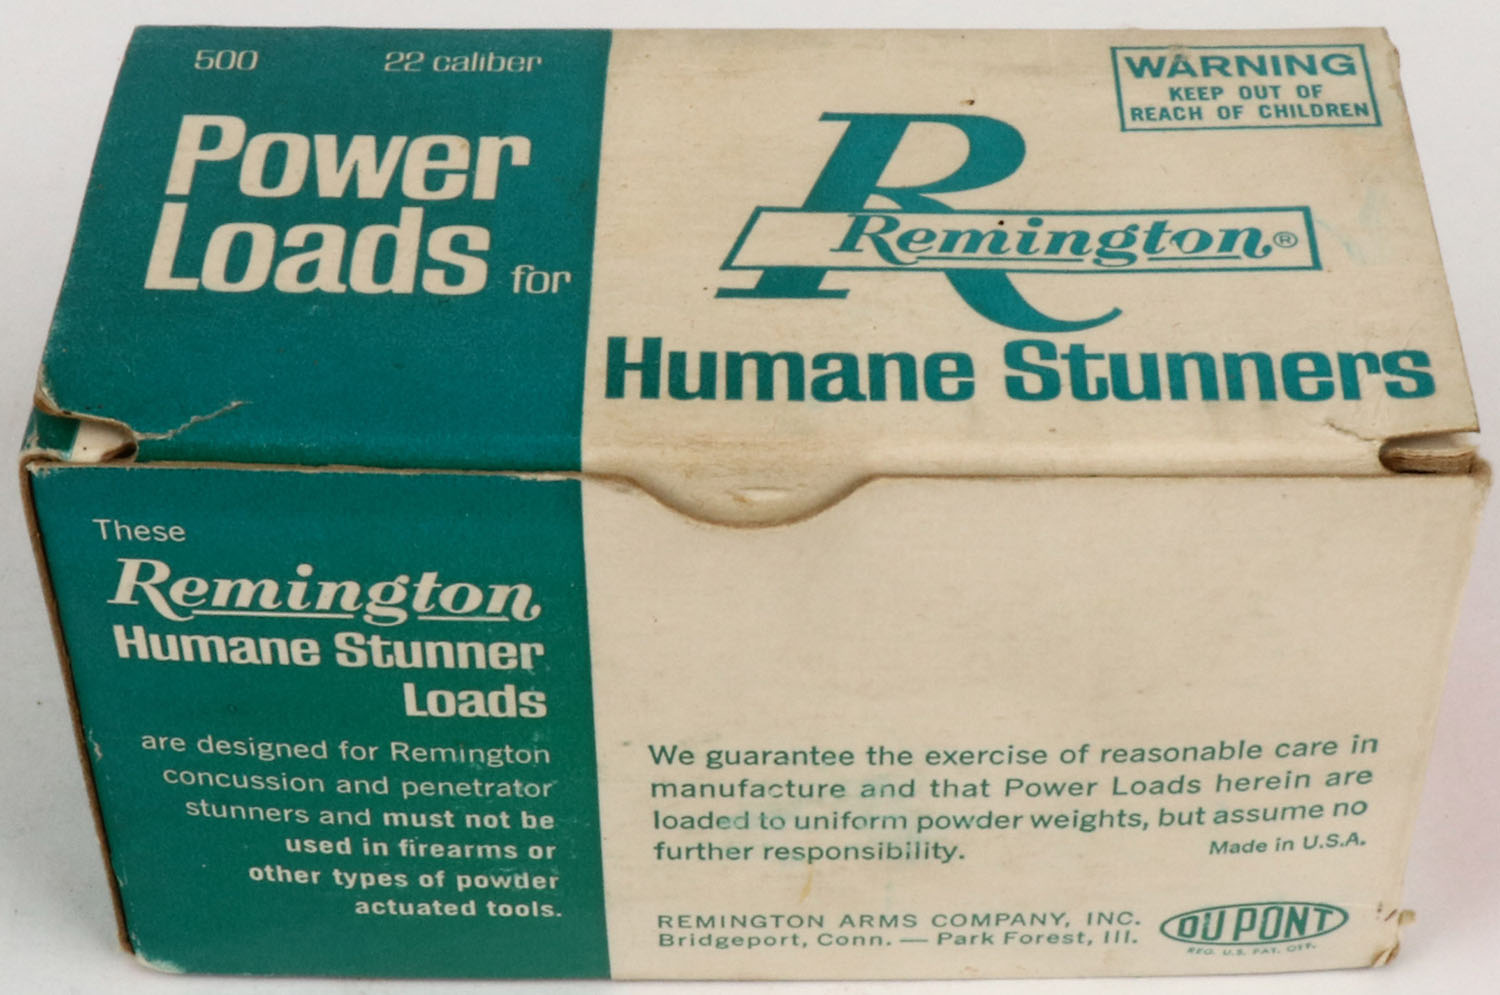 500 22 caliber
Power
Loads for
WARNING
KEEP OUT OF
REACH OF CHILDREN
R
Remington®
Humane Stunners
These
Remington
Humane Stunner
Loads
are designed for Remington
concussion and penetrator
stunners and must not be
used in firearms or
other types of powder
actuated tools.
We guarantee the exercise of reasonable care in
manufacture and that Power Loads herein are
loaded to uniform powder weights, but assume no
further responsibility.
Made in U.S.A.
REMINGTON ARMS COMPANY, INC.
Bridgeport, Conn. — Park Forest, Ill.
DU PONT
REG. U.S. PAT. OFF.